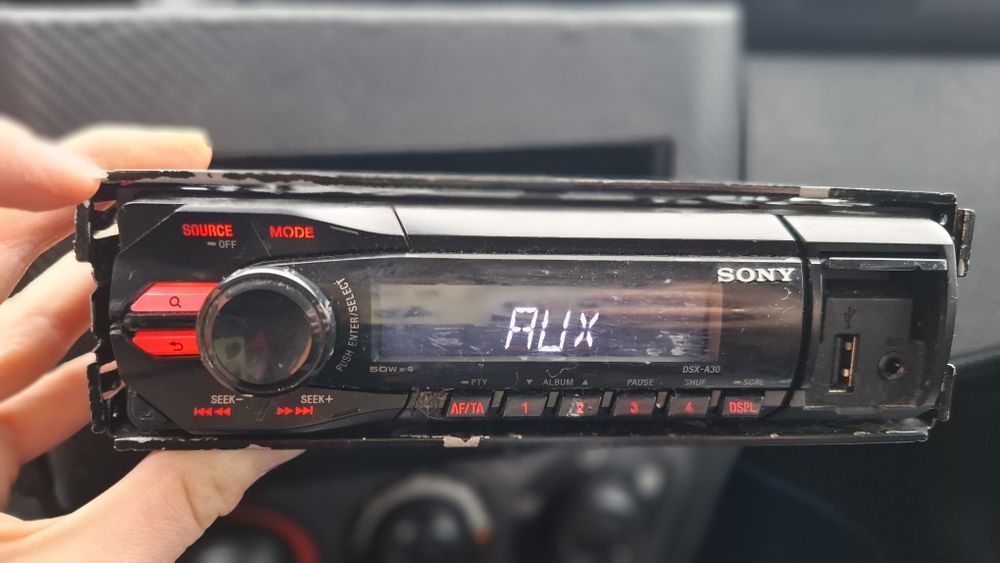 SOURCE
OFF
MODE
SONY
PUSH ENTER/SELECT
AUX
50W×4
DSX-A30
SEEK−
SEEK+
PTY
▼ ALBUM ▲
PAUSE
SHUF
SCRL
AF/TA
1
2
3
4
DSPL
AUX